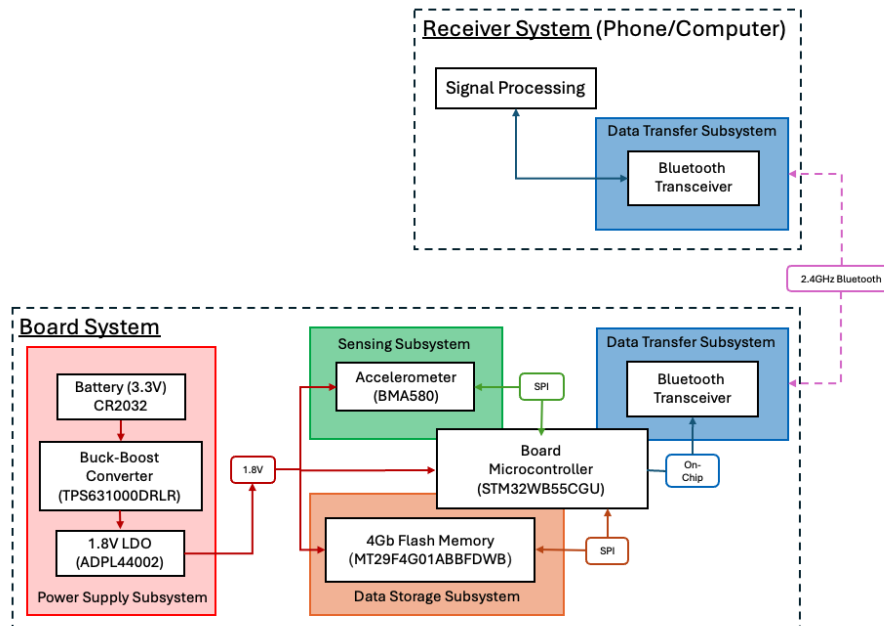 Receiver System (Phone/Computer)
Signal Processing
Data Transfer Subsystem
Bluetooth
Transceiver
2.4GHz Bluetooth
Board System
Sensing Subsystem
Accelerometer
(BMA580)
SPI
Data Transfer Subsystem
Bluetooth
Transceiver
Battery (3.3V)
CR2032
Buck-Boost
Converter
(TPS631000DRLR)
1.8V LDO
(ADPL44002)
Power Supply Subsystem
1.8V
Board
Microcontroller
(STM32WB55CGU)
On-
Chip
4Gb Flash Memory
(MT29F4G01ABBFDWB)
SPI
Data Storage Subsystem